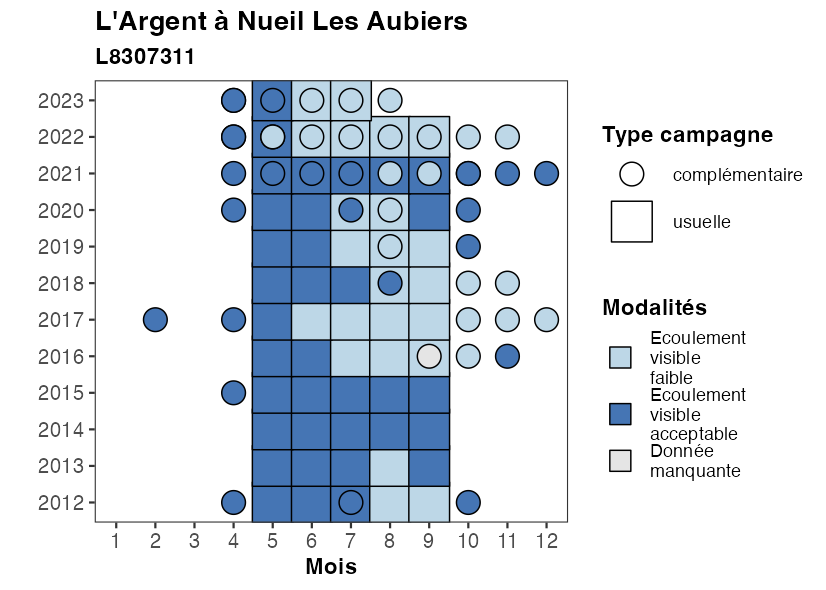 L'Argent à Nueil Les Aubiers
L8307311
2023
2022
2021
2020
2019
2018
2017
2016
2015
2014
2013
2012
1 2 3 4 5 6 7 8 9 10 11 12
Mois
Type campagne
complémentaire
usuelle
Modalités
Ecoulement
visible
faible
Ecoulement
visible
acceptable
Donnée
manquante